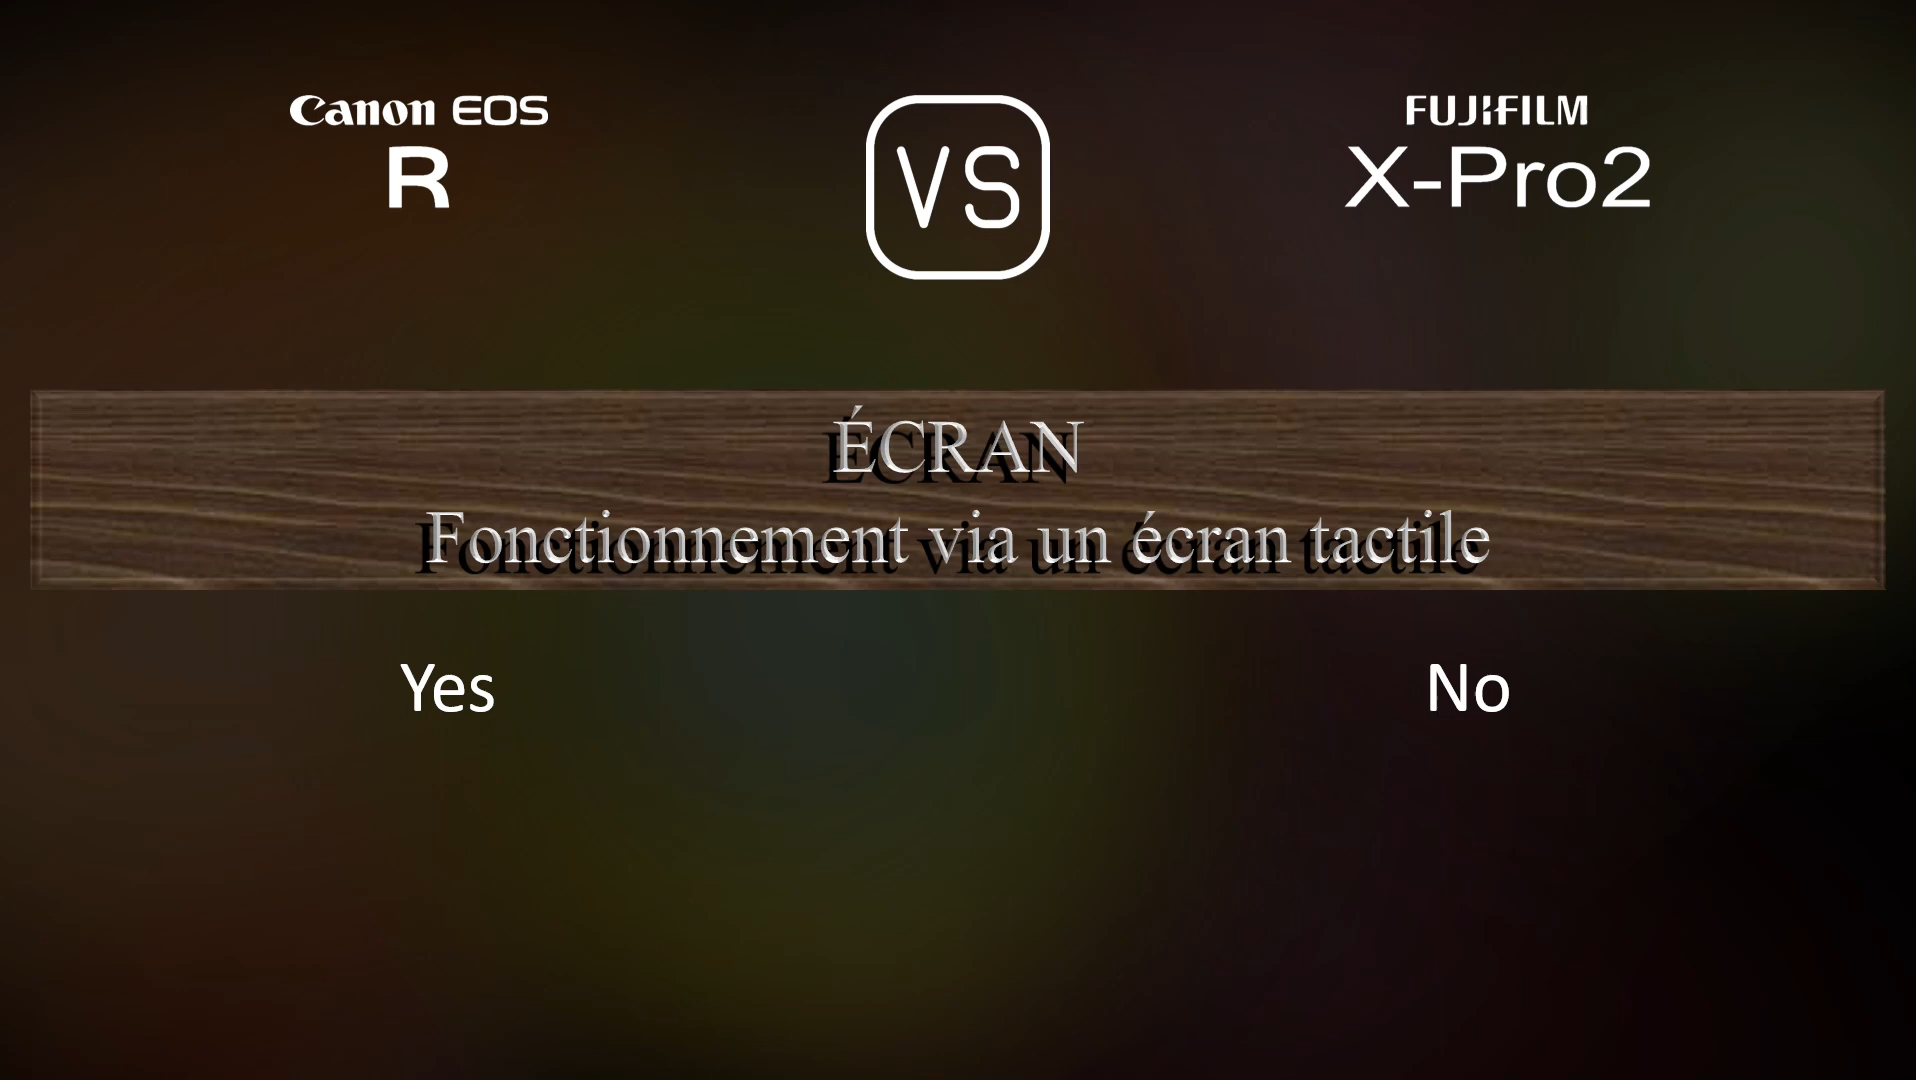 Canon EOS
R
VS
FUJIFILM
X-Pro2
ÉCRAN
Fonctionnement via un écran tactile
Yes
No